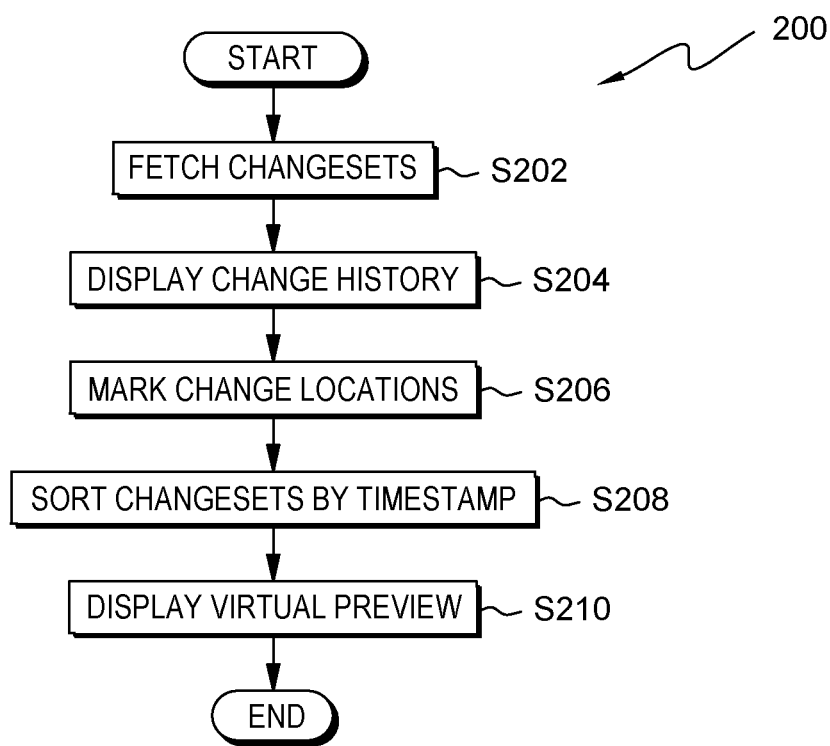 200
START
FETCH CHANGESETS S202
DISPLAY CHANGE HISTORY S204
MARK CHANGE LOCATIONS S206
SORT CHANGESETS BY TIMESTAMP S208
DISPLAY VIRTUAL PREVIEW S210
END